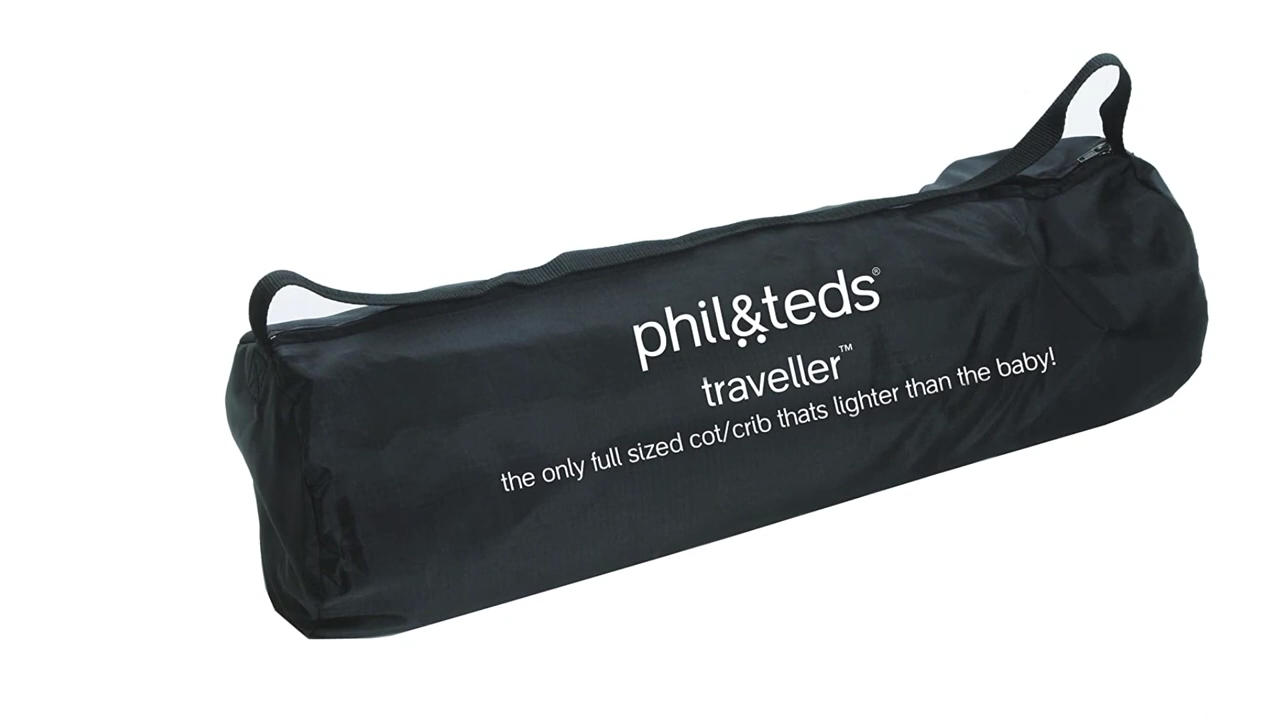 phil&teds®
traveller™
the only full sized cot/crib thats lighter than the baby!